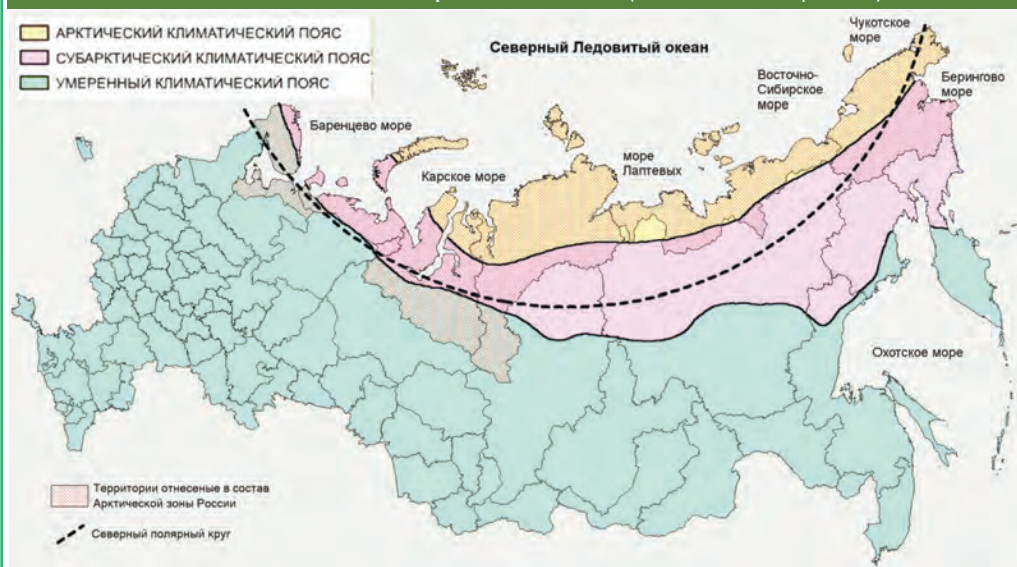 АРКТИЧЕСКИЙ КЛИМАТИЧЕСКИЙ ПОЯС
СУБАРКТИЧЕСКИЙ КЛИМАТИЧЕСКИЙ ПОЯС
УМЕРЕННЫЙ КЛИМАТИЧЕСКИЙ ПОЯС
Северный Ледовитый океан
Чукотское
море
Восточно-
Сибирское
море
Берингово
море
Баренцево море
Карское море
море
Лаптевых
Охотское море
Территории отнесеные в состав
Арктической зоны России
Северный полярный круг